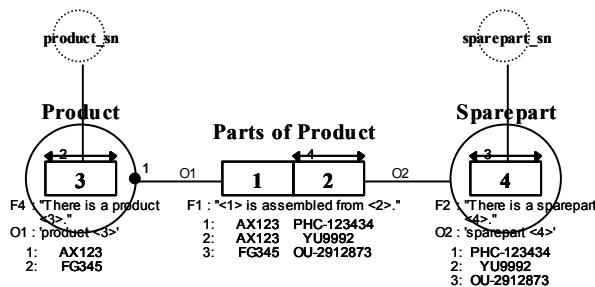 product_sn
sparepart_sn
Product
Sparepart
Parts of Product
2
4
3
1
O1
O2
3
1
2
4
F4 : "There is a product
<3>."
O1 : 'product <3>'
1: AX123
2: FG345
F1 : "<1> is assembled from <2>."
1: AX123 PHC-123434
2: AX123 YU9992
3: FG345 OU-2912873
F2 : "There is a sparepart
<4>."
O2 : 'sparepart <4>'
1: PHC-123434
2: YU9992
3: OU-2912873